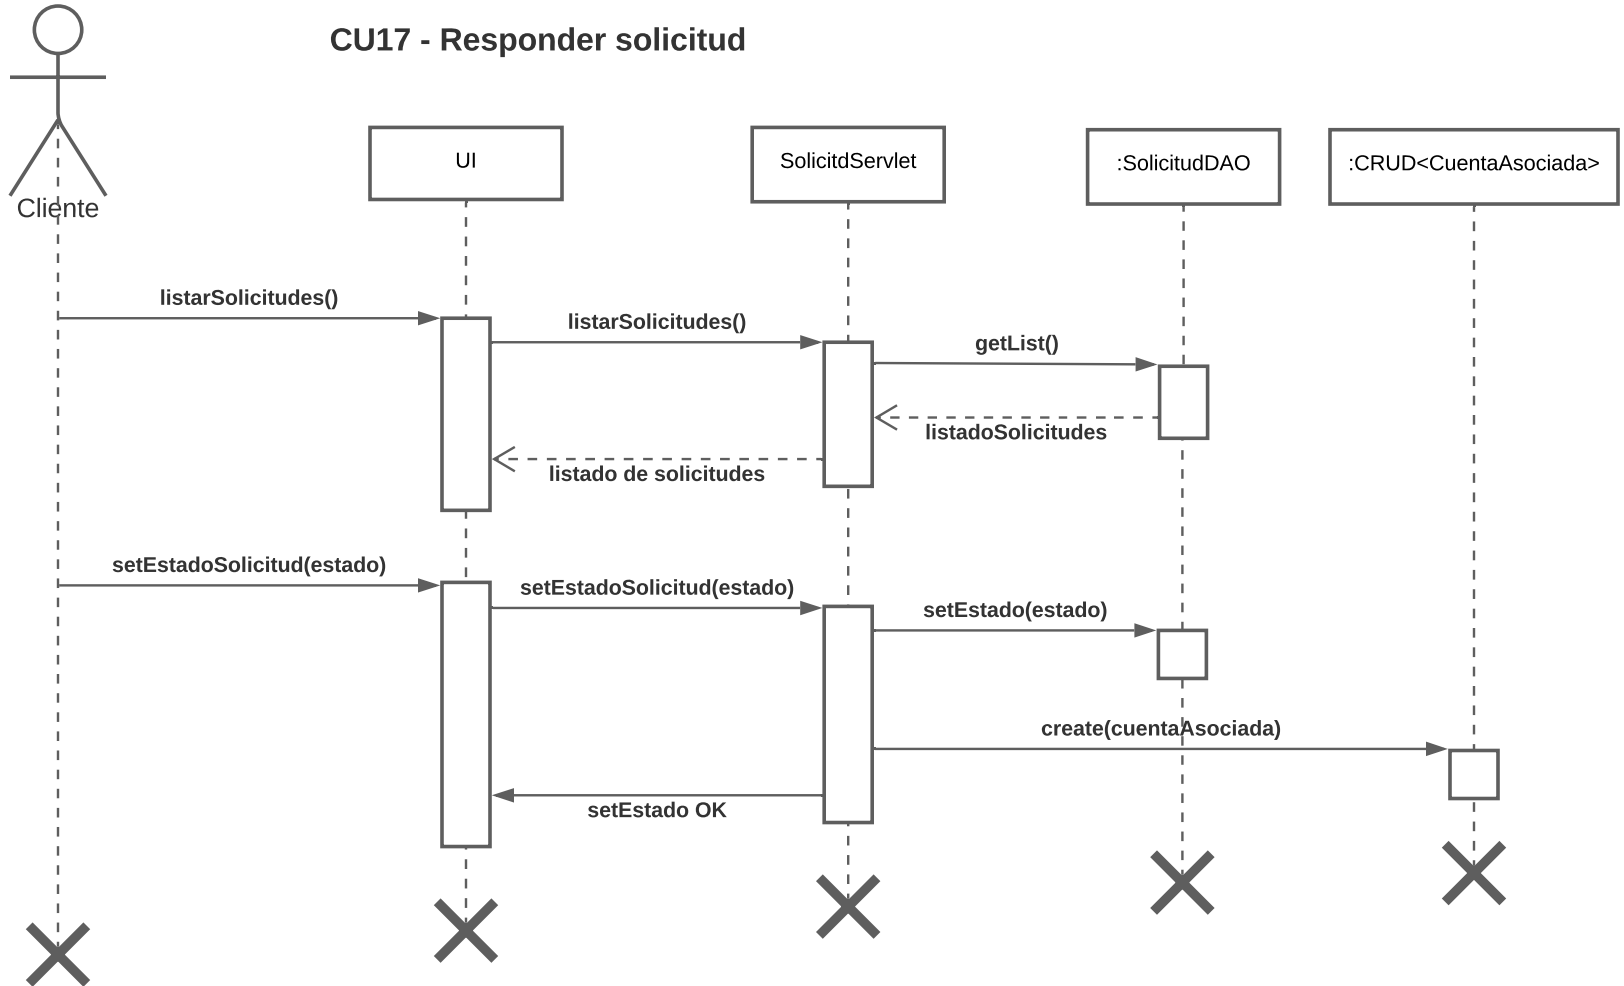 CU17 - Responder solicitud
UI
SolicitdServlet
:SolicitudDAO
:CRUD<CuentaAsociada>
Cliente
listarSolicitudes()
listarSolicitudes()
getList()
listadoSolicitudes
listado de solicitudes
setEstadoSolicitud(estado)
setEstadoSolicitud(estado)
setEstado(estado)
create(cuentaAsociada)
setEstado OK